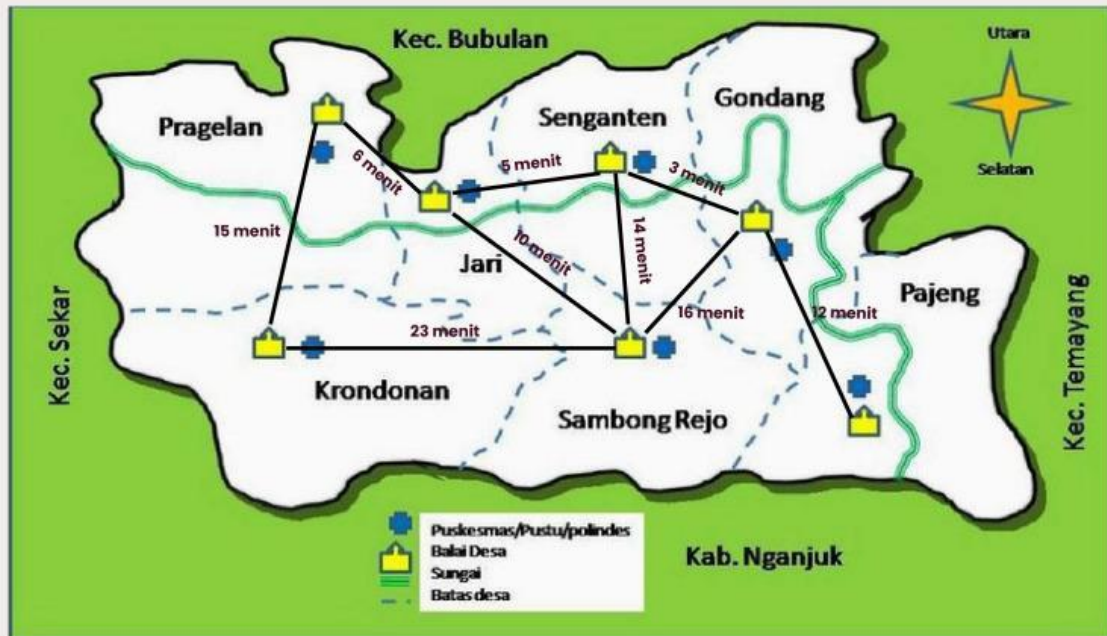 Kec. Bubulan
Utara
Selatan
Pragelan
Senganten
Gondang
6 menit
5 menit
3 menit
15 menit
14 menit
10 menit
Jari
Pajeng
16 menit
12 menit
23 menit
Kec. Sekar
Krondonan
Sambong Rejo
Kec. Temayang
Puskesmas/Pustu/polindes
Balai Desa
Sungai
Batas desa
Kab. Nganjuk